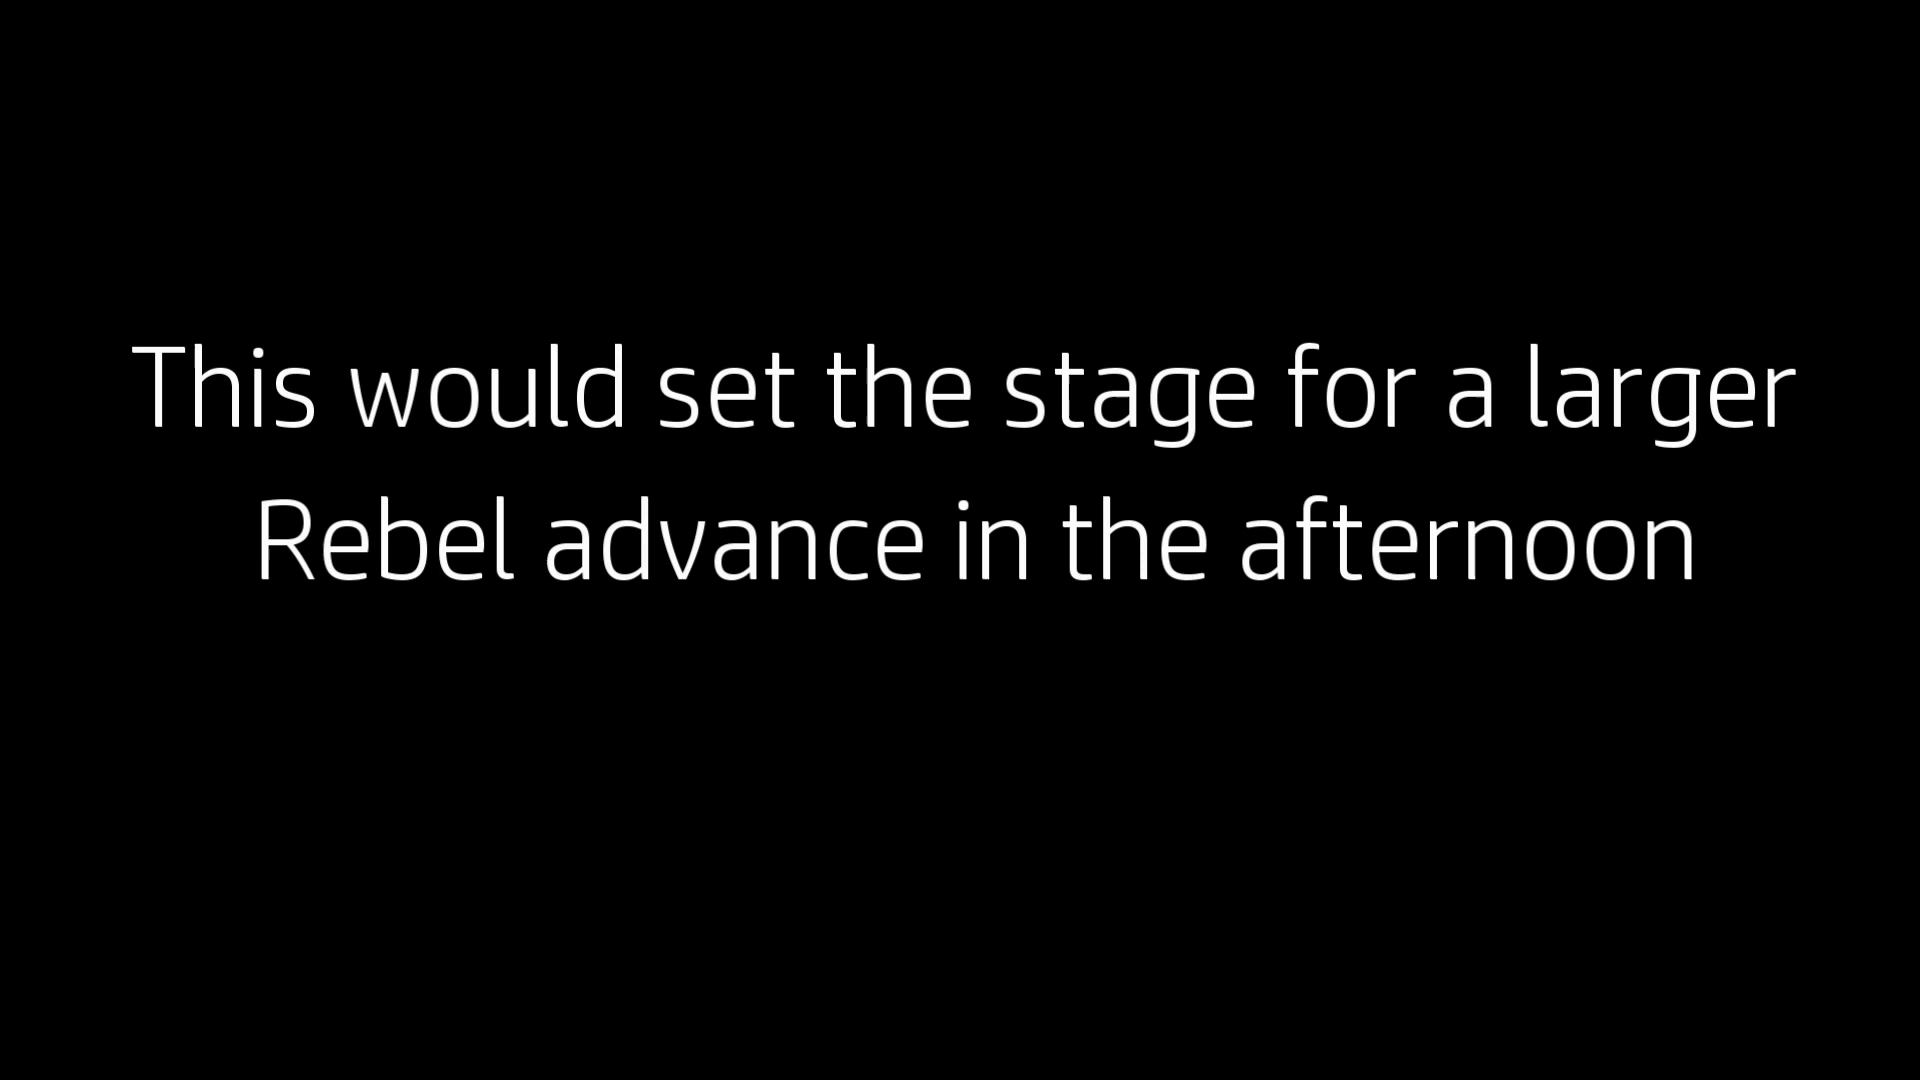 This would set the stage for a larger
Rebel advance in the afternoon